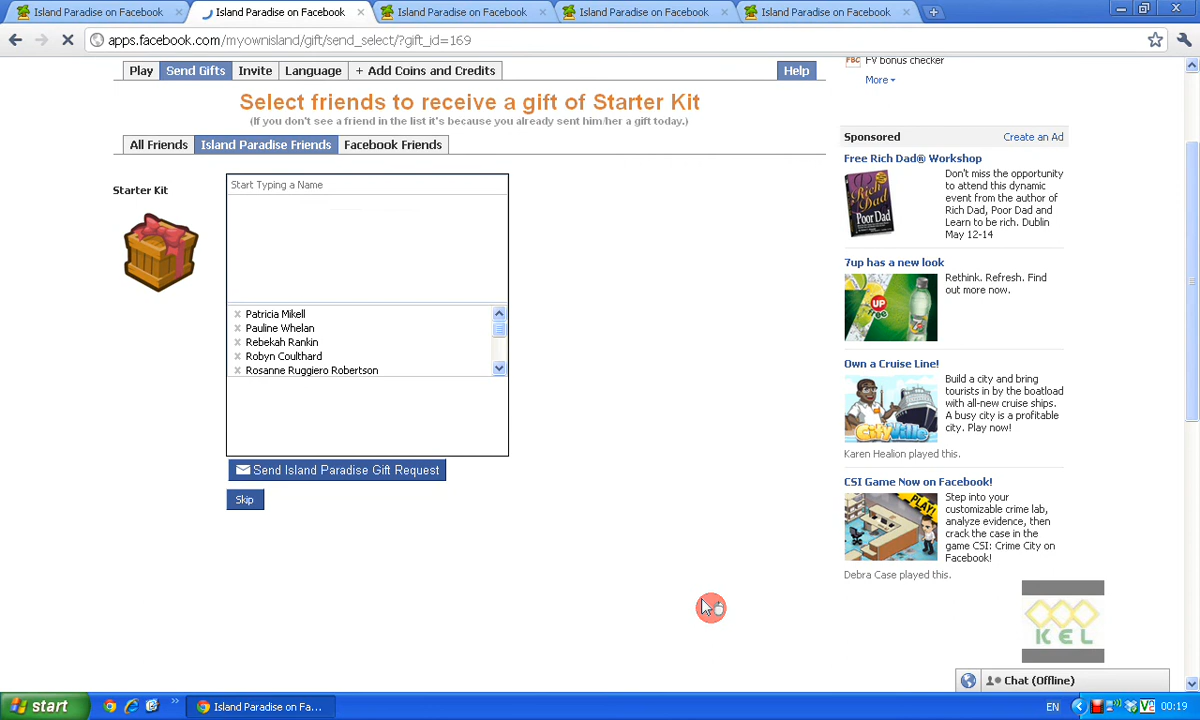 Island Paradise on Facebook
Island Paradise on Facebook
Island Paradise on Facebook
Island Paradise on Facebook
Island Paradise on Facebook
apps.facebook.com/myownisland/gift/send_select/?gift_id=169
Play
Send Gifts
Invite
Language
+ Add Coins and Credits
Help
FBC FV bonus checker
More
Select friends to receive a gift of Starter Kit
(If you don't see a friend in the list it's because you already sent him/her a gift today.)
All Friends
Island Paradise Friends
Facebook Friends
Starter Kit
Start Typing a Name
x Patricia Mikell
x Pauline Whelan
x Rebekah Rankin
x Robyn Coulthard
x Rosanne Ruggiero Robertson
Send Island Paradise Gift Request
Skip
Sponsored
Create an Ad
Free Rich Dad® Workshop
Rich Dad
Poor Dad
Don't miss the opportunity
to attend this dynamic
event from the author of
Rich Dad, Poor Dad and
Learn to be rich. Dublin
May 12-14
7up has a new look
UP
free
Rethink. Refresh. Find
out more now.
Own a Cruise Line!
CityVille
Build a city and bring
tourists in by the boatload
with all-new cruise ships.
A busy city is a profitable
city. Play now!
Karen Healion played this.
CSI Game Now on Facebook!
PLAY
Step into your
customizable crime lab,
analyze evidence, then
crack the case in the
game CSI: Crime City on
Facebook!
Debra Case played this.
KEL
Chat (Offline)
start
Island Paradise on Fa...
EN
00:19